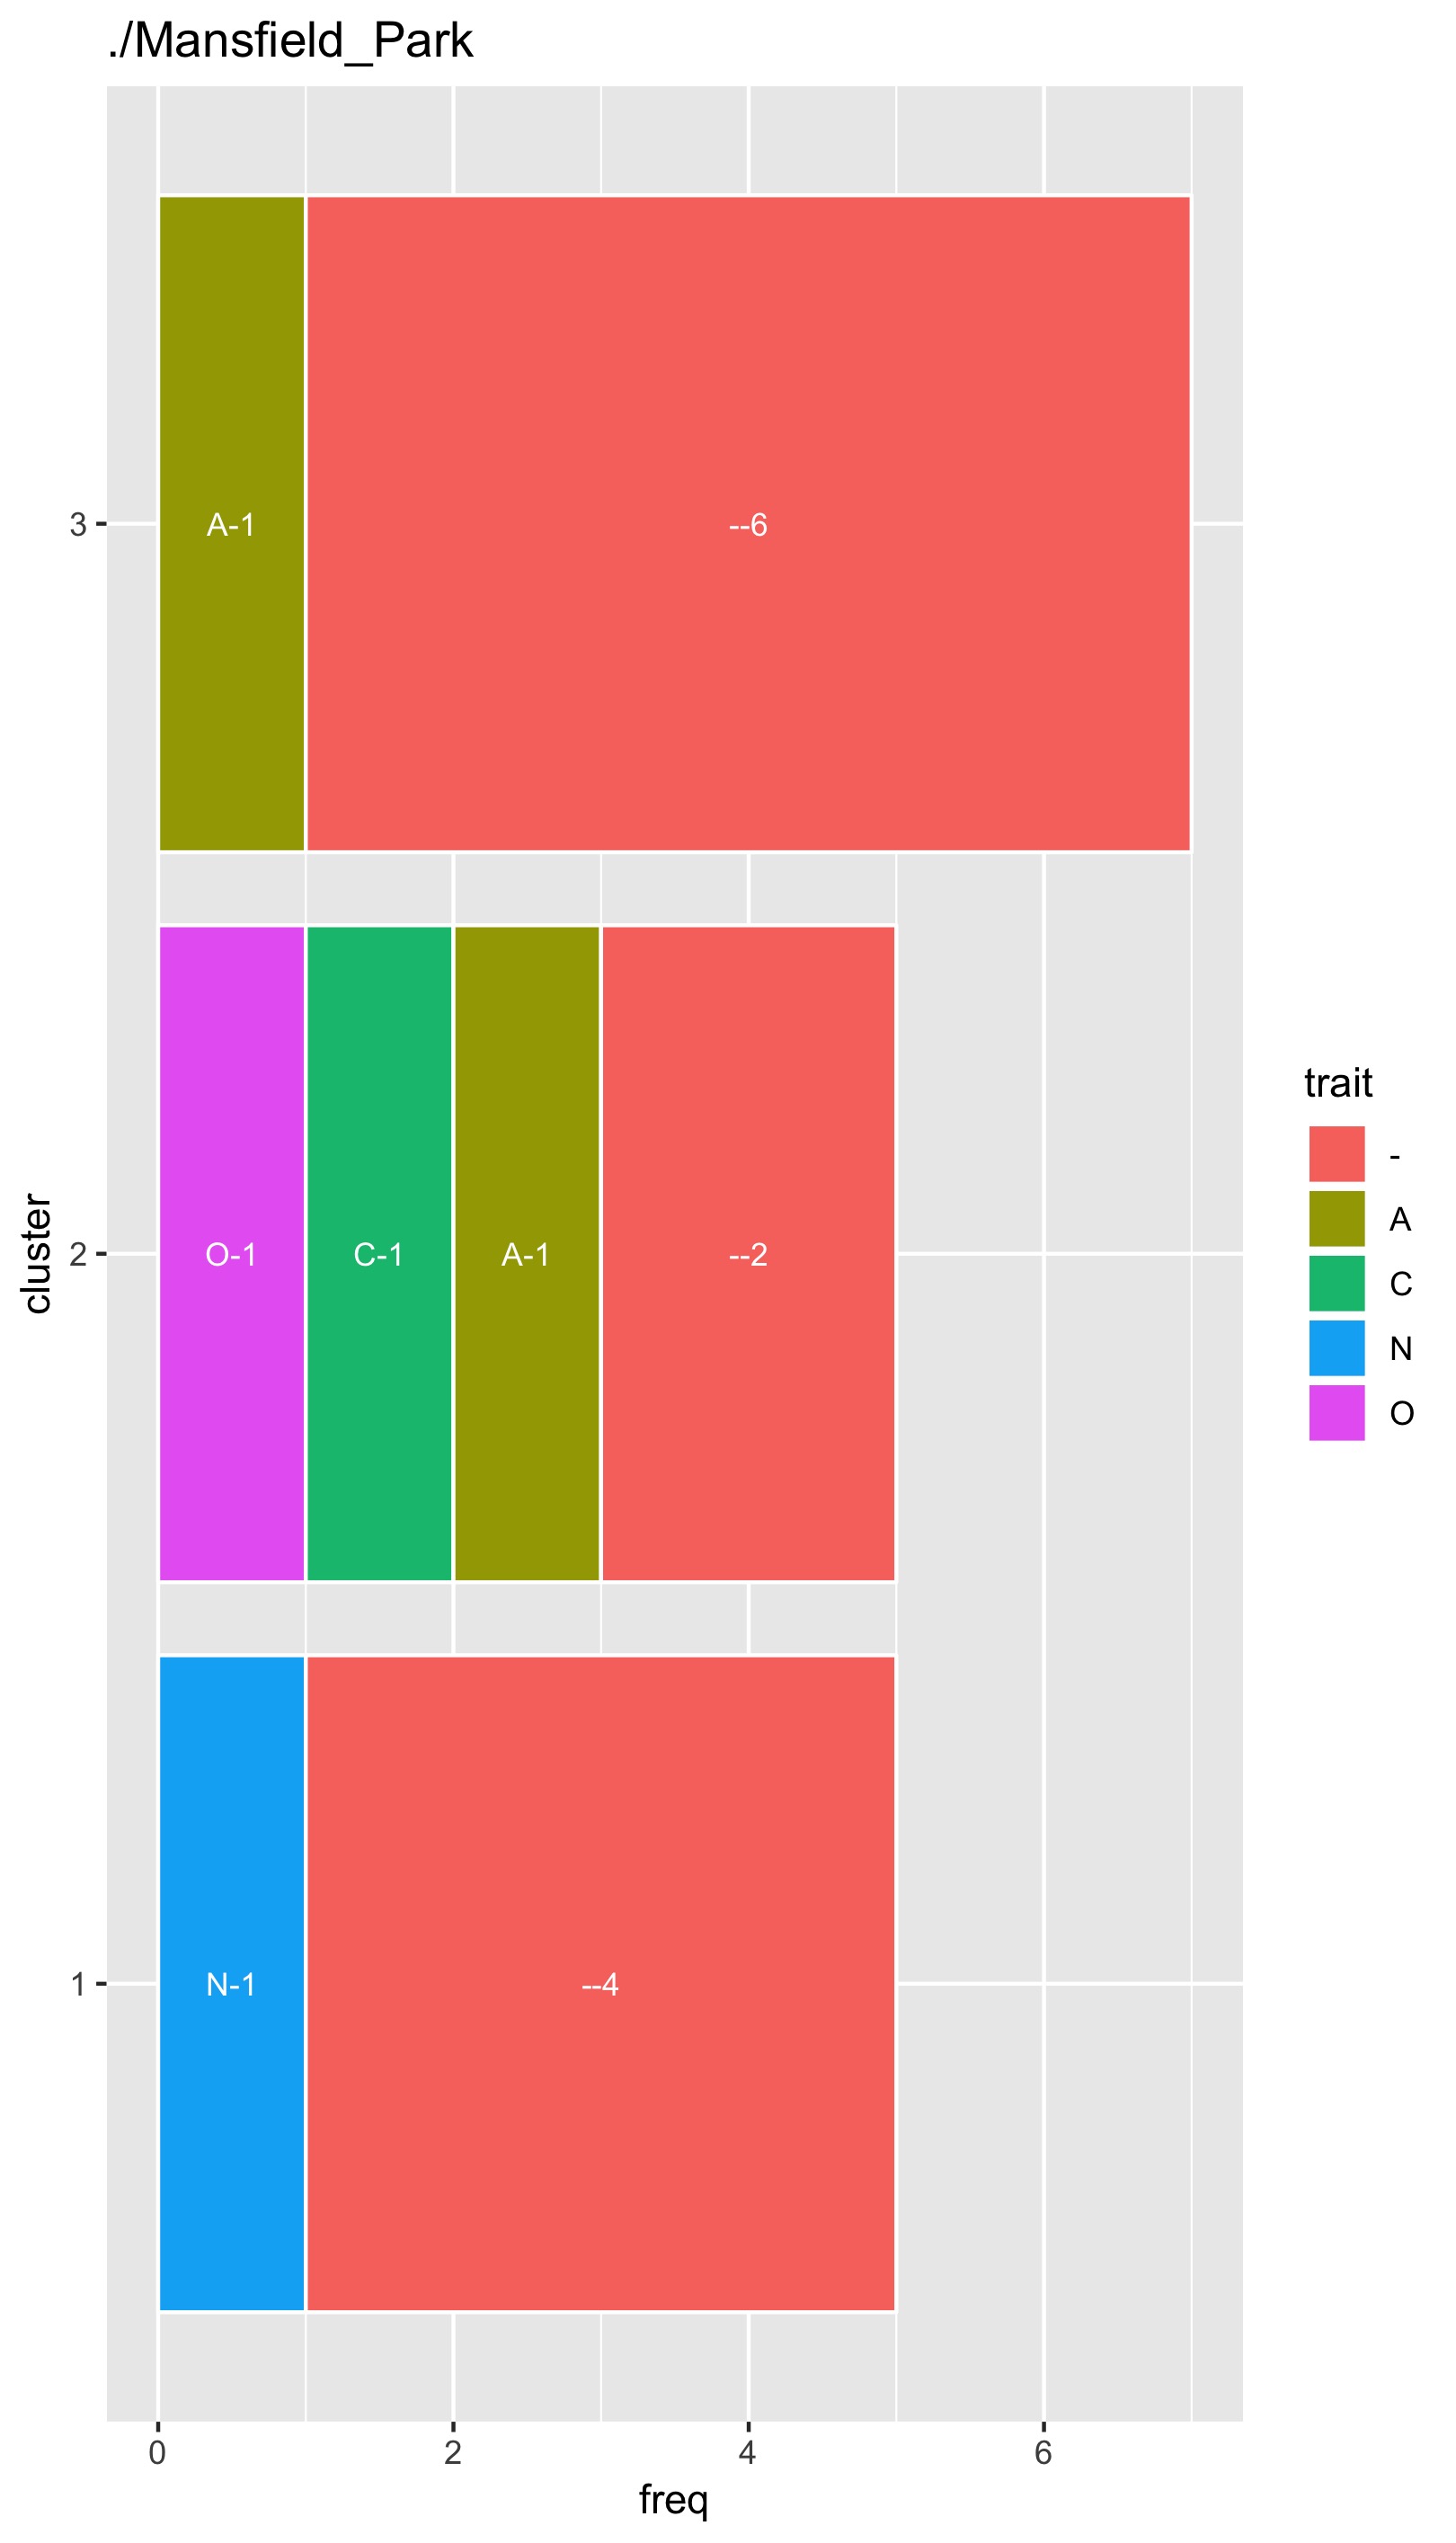 ./Mansfield_Park
3
A-1
--6
cluster
2
O-1
C-1
A-1
--2
1
N-1
--4
0
2
4
6
freq
trait
-
A
C
N
O